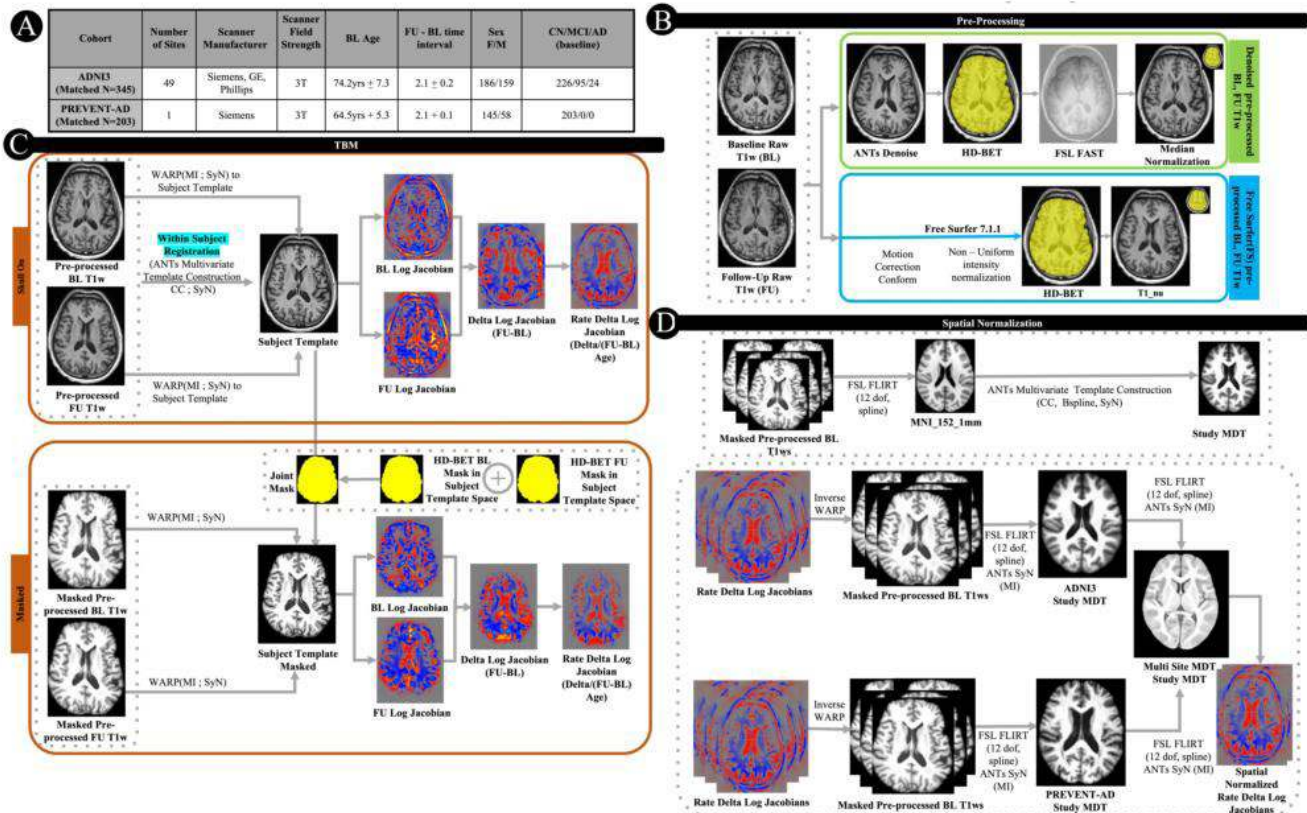 A
Cohort Number of Sites Scanner Manufacturer Scanner Field Strength BL Age FU - BL time interval Sex F/M CN/MCI/AD (baseline)
ADNI3 (Matched N=345) 49 Siemens, GE, Phillips 3T 74.2yrs ± 7.3 2.1 ± 0.2 186/159 226/95/24
PREVENT-AD (Matched N=203) 1 Siemens 3T 64.5yrs + 5.3 2.1 + 0.1 145/58 203/0/0
B
Pre-Processing
Baseline Raw
T1w (BL)
Follow-Up Raw
T1w (FU)
ANTs Denoise
HD-BET
FSL FAST
Median
Normalization
Denoised pre-processed
BL, FU T1w
Free Surfer 7.1.1
Motion
Correction
Conform
Non – Uniform
intensity
normalization
HD-BET
T1_nu
Free Surfer(FS) pre-
processed BL, FU T1w
C
TBM
Skull On
Pre-processed
BL T1w
Pre-processed
FU T1w
WARP(MI ; SyN) to
Subject Template
Within Subject
Registration
(ANTs Multivariate
Template Construction
CC ; SyN)
WARP(MI ; SyN) to
Subject Template
Subject Template
BL Log Jacobian
FU Log Jacobian
Delta Log Jacobian
(FU-BL)
Rate Delta Log
Jacobian
(Delta/(FU-BL)
Age)
Masked
Joint
Mask
HD-BET BL
Mask in
Subject
Template Space
HD-BET FU
Mask in
Subject
Template Space
WARP(MI ; SyN)
Masked Pre-
processed BL T1w
WARP(MI ; SyN)
Masked Pre-
processed FU T1w
Subject Template
Masked
BL Log Jacobian
FU Log Jacobian
Delta Log Jacobian
(FU-BL)
Rate Delta Log
Jacobian
(Delta/(FU-BL)
Age)
D
Spatial Normalization
Masked Pre-processed BL
T1ws
FSL FLIRT
(12 dof,
spline)
MNI_152_1mm
ANTs Multivariate Template Construction
(CC, Bspline, SyN)
Study MDT
Rate Delta Log Jacobians
Inverse
WARP
Masked Pre-processed BL T1ws
FSL FLIRT
(12 dof,
spline)
ANTs SyN
(MI)
ADNI3
Study MDT
FSL FLIRT
(12 dof, spline)
ANTs SyN (MI)
Multi Site MDT
Study MDT
Rate Delta Log Jacobians
Inverse
WARP
Masked Pre-processed BL T1ws
FSL FLIRT
(12 dof,
spline)
ANTs SyN
(MI)
PREVENT-AD
Study MDT
FSL FLIRT
(12 dof, spline)
ANTs SyN (MI)
Spatial
Normalized
Rate Delta Log
Jacobians